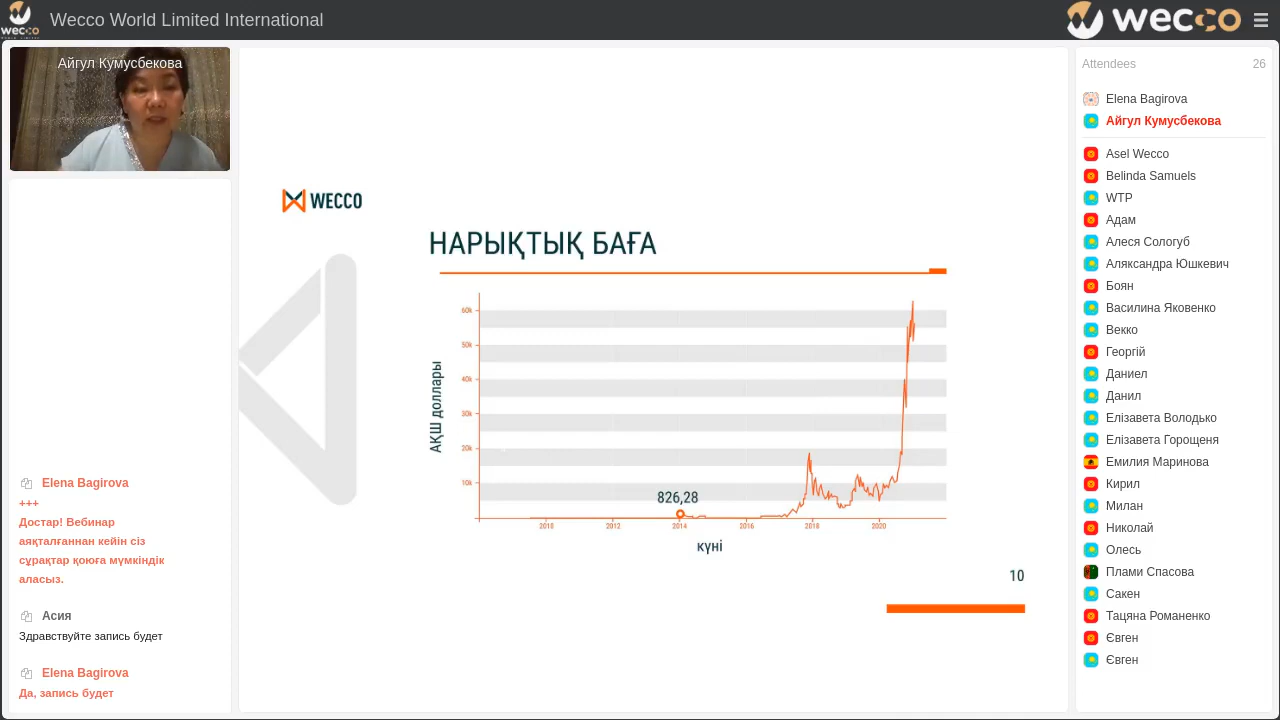 wecco
Wecco World Limited International
wecco
Айгул Кумусбекова
Elena Bagirova
+++
Достар! Вебинар
аяқталғаннан кейін сіз
сұрақтар қоюға мүмкіндік
аласыз.
Асия
Здравствуйте запись будет
Elena Bagirova
Да, запись будет
WECCO
НАРЫҚТЫҚ БАҒА
АҚШ доллары
60k
50k
40k
30k
20k
10k
826,28
2010
2012
2014
2016
2018
2020
күні
10
Attendees
26
Elena Bagirova
Айгул Кумусбекова
Asel Wecco
Belinda Samuels
WTP
Адам
Алеся Сологуб
Аляксандра Юшкевич
Боян
Василина Яковенко
Векко
Георгій
Даниел
Данил
Елізавета Володько
Елізавета Горощеня
Емилия Маринова
Кирил
Милан
Николай
Олесь
Плами Спасова
Сакен
Тацяна Романенко
Євген
Євген